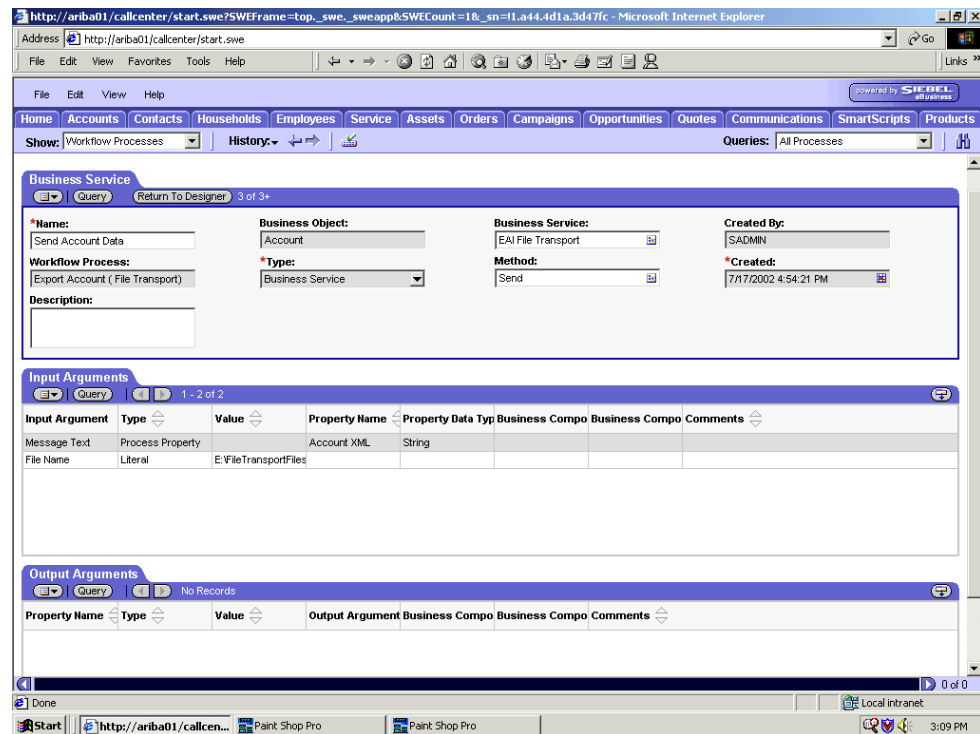 http://ariba01/callcenter/start.swe?SWEFrame=top._swe._sweapp&SWECount=1&_sn=!1.a44.4d1a.3d47fc - Microsoft Internet Explorer
Address http://ariba01/callcenter/start.swe Go
File Edit View Favorites Tools Help Links »
File Edit View Help powered by SIEBEL eBusiness
Home Accounts Contacts Households Employees Service Assets Orders Campaigns Opportunities Quotes Communications SmartScripts Products
Show: Workflow Processes History: Queries: All Processes
Business Service
Query Return To Designer 3 of 3+
*Name: Business Object: Business Service: Created By:
Send Account Data Account EAI File Transport SADMIN
Workflow Process: *Type: Method: *Created:
Export Account ( File Transport) Business Service Send 7/17/2002 4:54:21 PM
Description:
Input Arguments
Query 1 - 2 of 2
Input Argument Type Value Property Name Property Data Typ Business Compo Business Compo Comments
Message Text Process Property Account XML String
File Name Literal E:\FileTransportFiles
Output Arguments
Query No Records
Property Name Type Value Output Argument Business Compo Business Compo Comments
0 of 0
Done Local intranet
Start http://ariba01/callcen... Paint Shop Pro Paint Shop Pro 3:09 PM